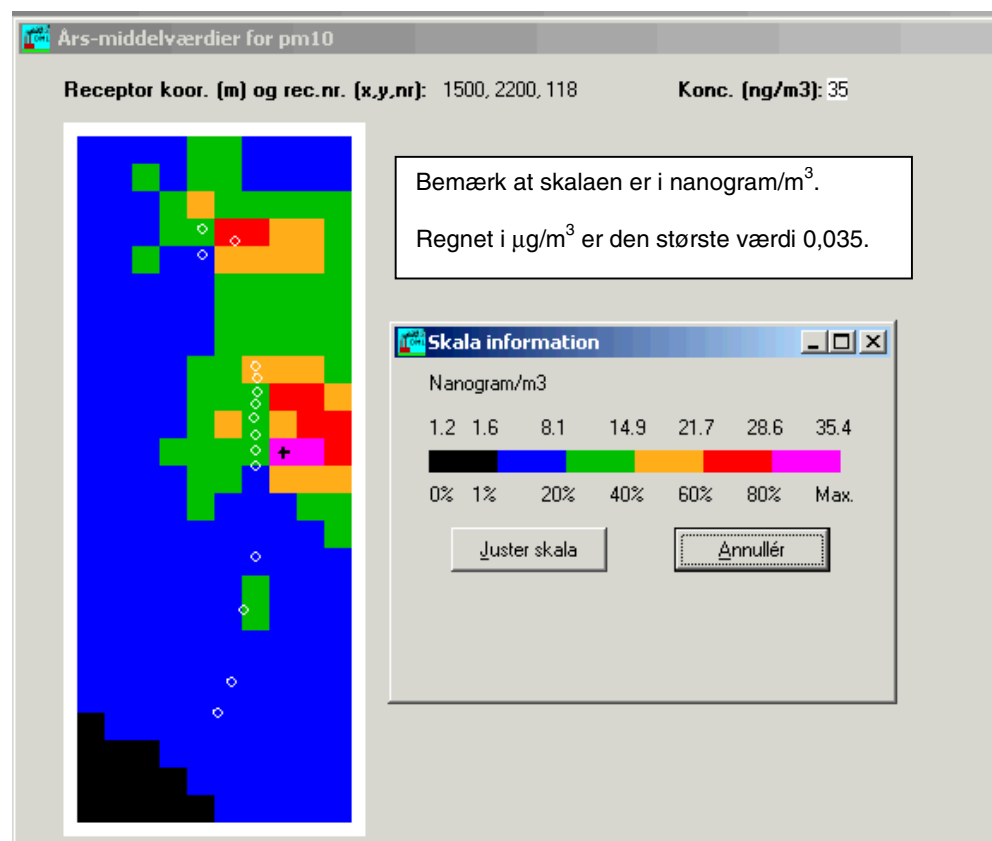 Års-middelværdier for pm10
Receptor koor. (m) og rec.nr. (x,y,nr): 1500, 2200, 118 Konc. (ng/m3): 35
Bemærk at skalaen er i nanogram/m³.
Regnet i µg/m³ er den største værdi 0,035.
Skala information
Nanogram/m3
1.2 1.6 8.1 14.9 21.7 28.6 35.4
0% 1% 20% 40% 60% 80% Max.
Juster skala Annullér